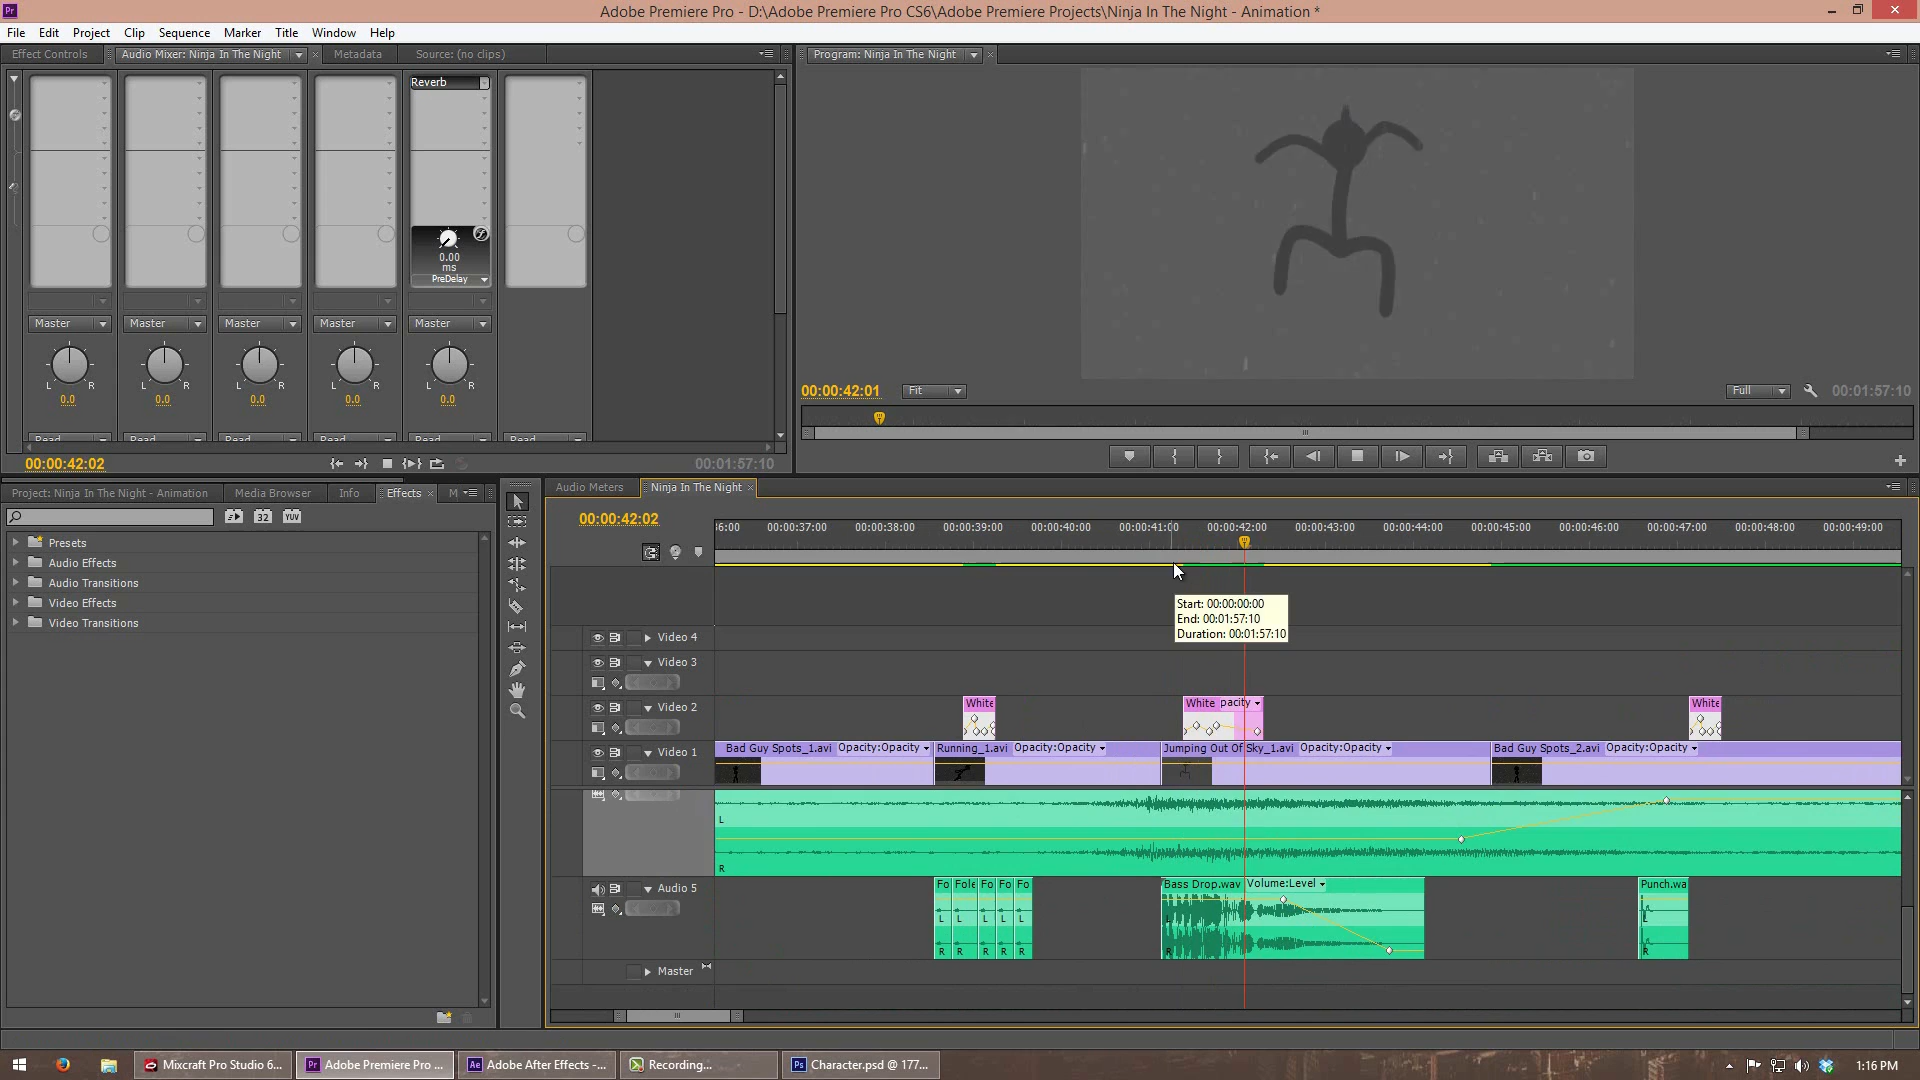 Adobe Premiere Pro - D:\Adobe Premiere Pro CS6\Adobe Premiere Projects\Ninja In The Night - Animation *
File Edit Project Clip Sequence Marker Title Window Help
Effect Controls Audio Mixer: Ninja In The Night Metadata Source: (no clips) Program: Ninja In The Night
Reverb
0.00
ms
PreDelay
Master Master Master Master Master
L R L R L R L R L R
0.0 0.0 0.0 0.0 0.0
Read Read Read Read Read Read
00:00:42:02 00:01:57:10
00:00:42:01 Fit Full 00:01:57:10
Project: Ninja In The Night - Animation Media Browser Info Effects M
32 YUV
Presets
Audio Effects
Audio Transitions
Video Effects
Video Transitions
Audio Meters Ninja In The Night
00:00:42:02
36:00 00:00:37:00 00:00:38:00 00:00:39:00 00:00:40:00 00:00:41:00 00:00:42:00 00:00:43:00 00:00:44:00 00:00:45:00 00:00:46:00 00:00:47:00 00:00:48:00 00:00:49:00
Start: 00:00:00:00
End: 00:01:57:10
Duration: 00:01:57:10
Video 4
Video 3
Video 2 White White pacity White
Video 1 Bad Guy Spots_1.avi Opacity:Opacity Running_1.avi Opacity:Opacity Jumping Out Of Sky_1.avi Opacity:Opacity Bad Guy Spots_2.avi Opacity:Opacity
L
R
Audio 5 Fo Fole Fo Fo Fo Bass Drop.wav Volume:Level Punch.wa
L L L L L L L
R R R R R R R
Master
Mixcraft Pro Studio 6... Adobe Premiere Pro ... Adobe After Effects -... Recording... Character.psd @ 177...
1:16 PM